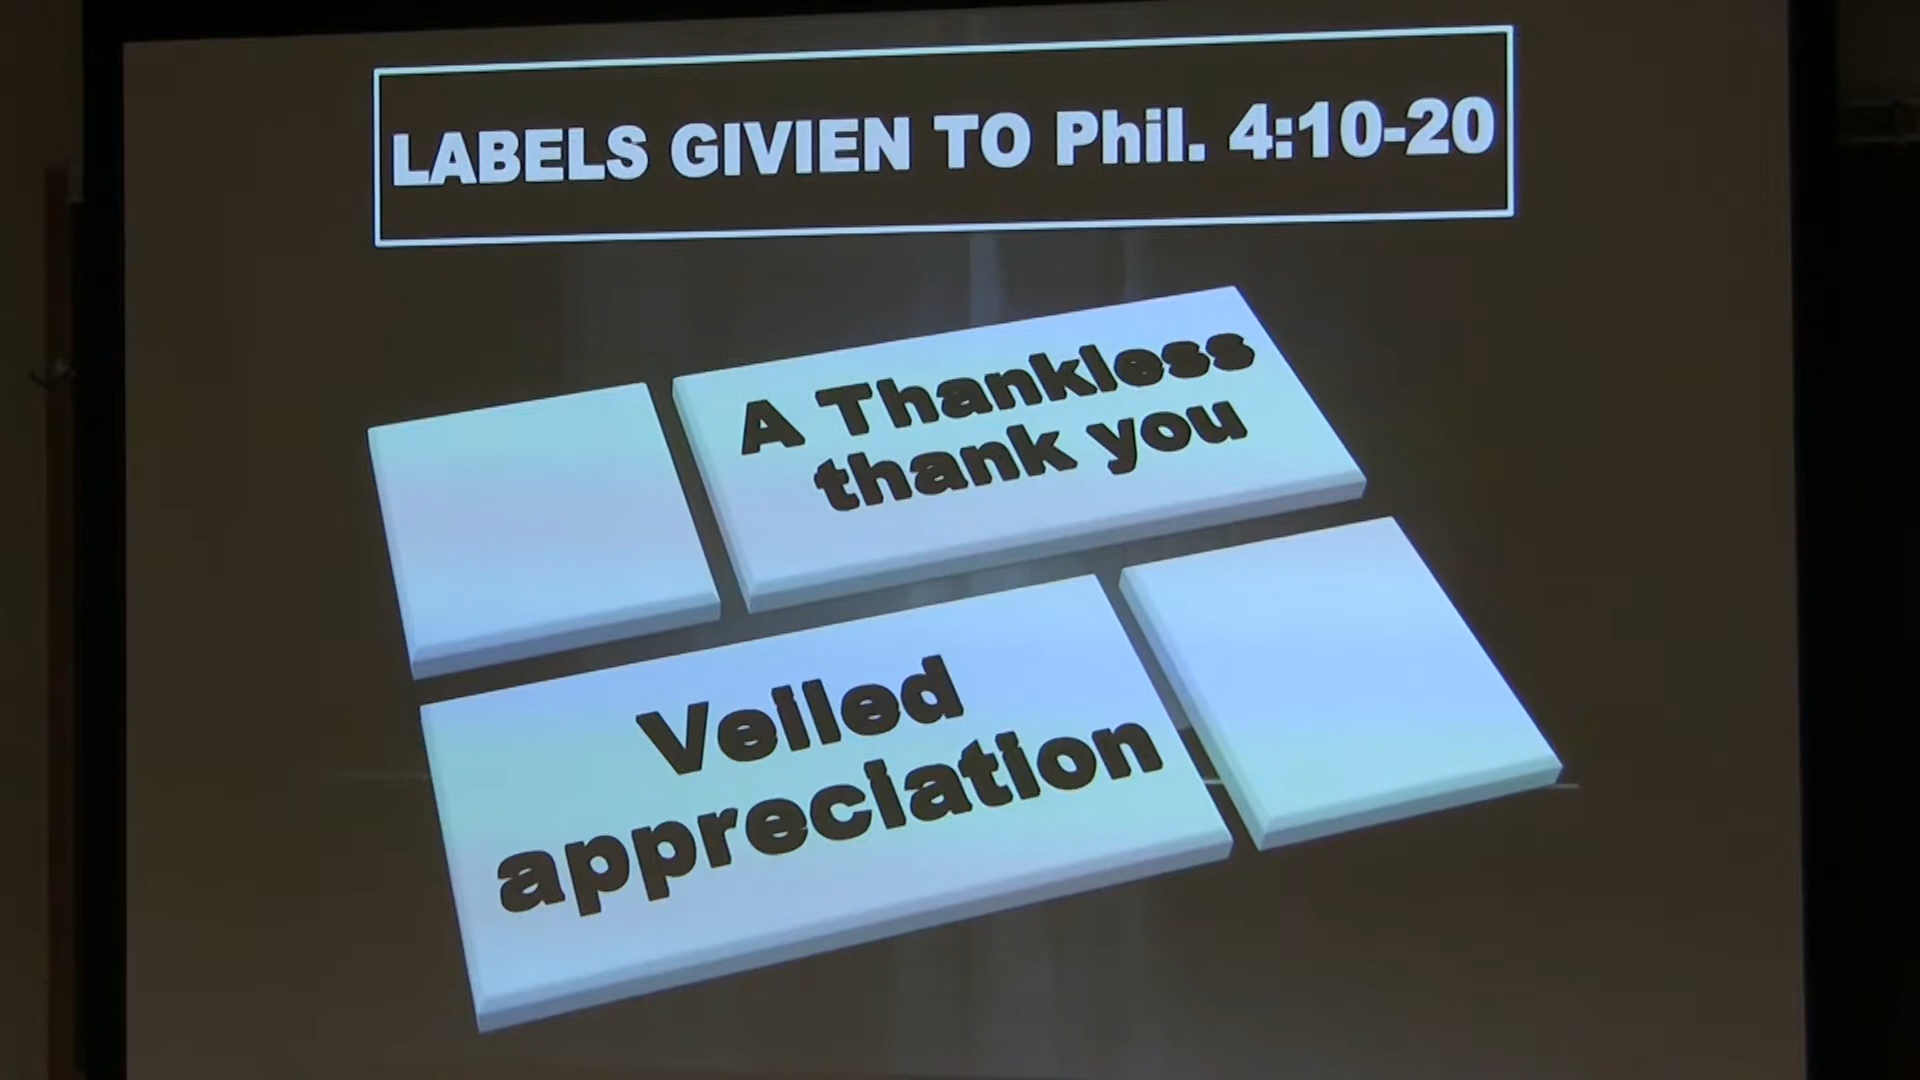 LABELS GIVIEN TO Phil. 4:10-20
A Thankless
thank you
Veiled
appreciation